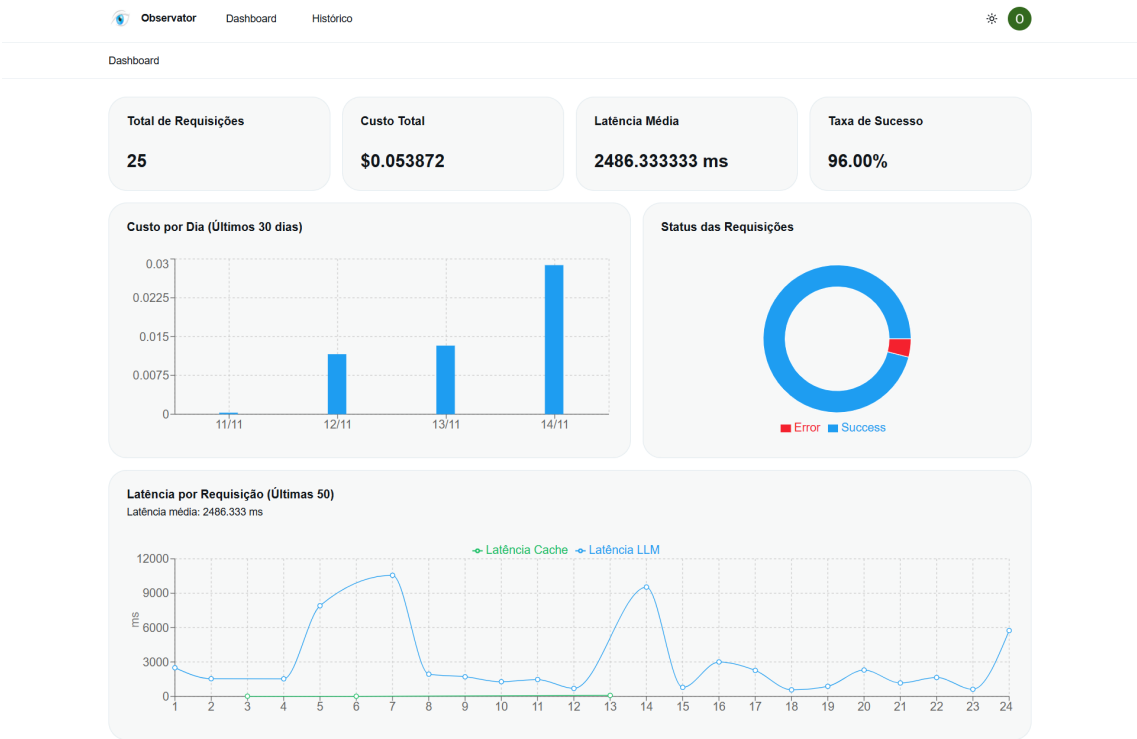 Observator Dashboard Histórico O
Dashboard
Total de Requisições
25
Custo Total
$0.053872
Latência Média
2486.333333 ms
Taxa de Sucesso
96.00%
Custo por Dia (Últimos 30 dias)
0.03
0.0225
0.015
0.0075
0
11/11 12/11 13/11 14/11
Status das Requisições
Error Success
Latência por Requisição (Últimas 50)
Latência média: 2486.333 ms
Latência Cache Latência LLM
12000
9000
6000
3000
0
ms
1 2 3 4 5 6 7 8 9 10 11 12 13 14 15 16 17 18 19 20 21 22 23 24